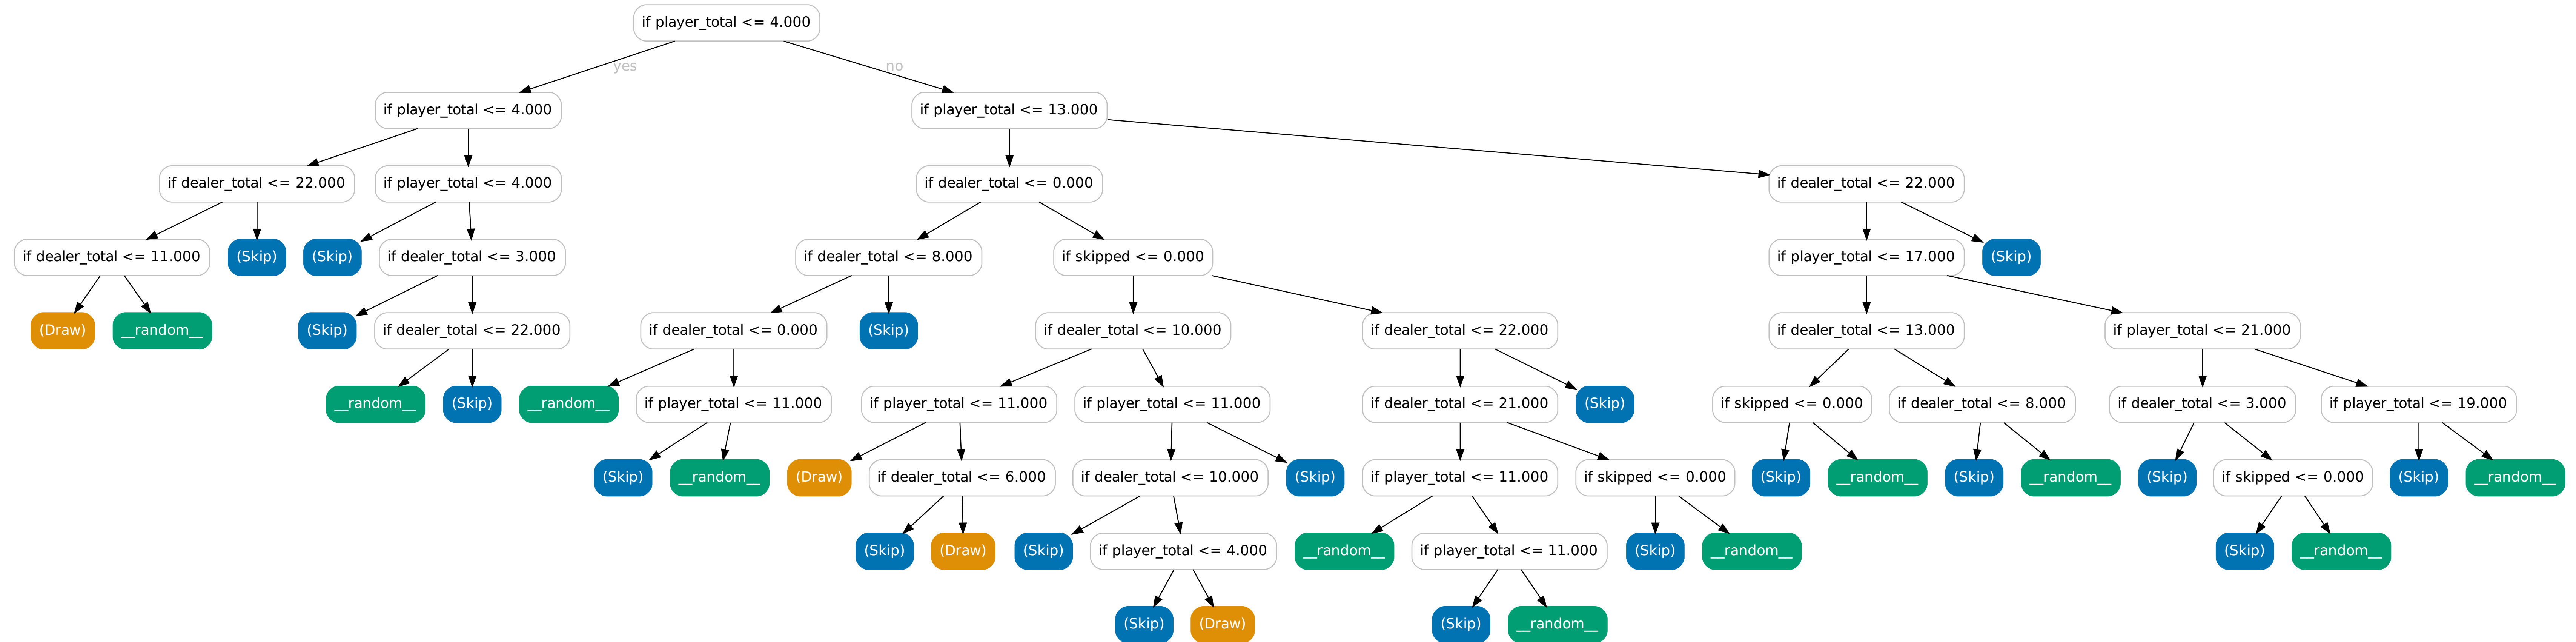 if player_total <= 4.000
yes
no
if player_total <= 4.000
if player_total <= 13.000
if dealer_total <= 22.000
if player_total <= 4.000
if dealer_total <= 0.000
if dealer_total <= 22.000
if dealer_total <= 11.000
(Skip)
(Skip)
if dealer_total <= 3.000
if dealer_total <= 8.000
if skipped <= 0.000
if player_total <= 17.000
(Skip)
(Draw)
__random__
(Skip)
if dealer_total <= 22.000
if dealer_total <= 0.000
(Skip)
if dealer_total <= 10.000
if dealer_total <= 22.000
if dealer_total <= 13.000
if player_total <= 21.000
__random__
(Skip)
__random__
if player_total <= 11.000
if player_total <= 11.000
if player_total <= 11.000
if dealer_total <= 21.000
(Skip)
if skipped <= 0.000
if dealer_total <= 8.000
if dealer_total <= 3.000
if player_total <= 19.000
(Skip)
__random__
(Draw)
if dealer_total <= 6.000
if dealer_total <= 10.000
(Skip)
if player_total <= 11.000
if skipped <= 0.000
(Skip)
__random__
(Skip)
__random__
(Skip)
if skipped <= 0.000
(Skip)
__random__
(Skip)
(Draw)
(Skip)
if player_total <= 4.000
__random__
if player_total <= 11.000
(Skip)
__random__
(Skip)
__random__
(Skip)
(Draw)
(Skip)
__random__